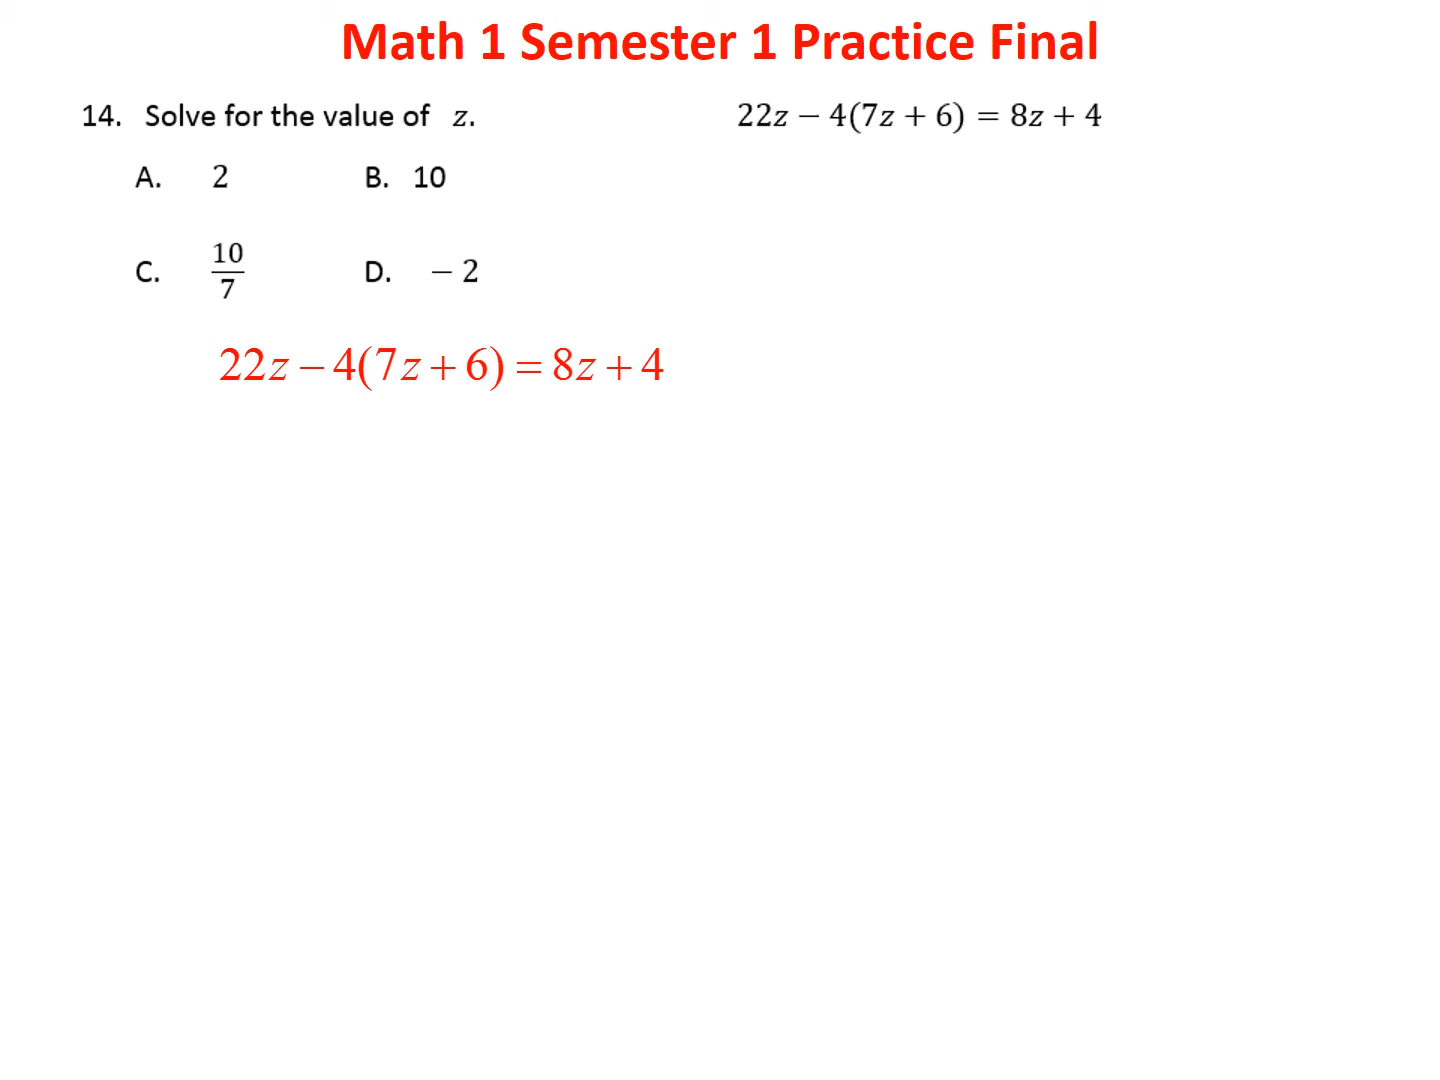 Math 1 Semester 1 Practice Final
14. Solve for the value of z. 22z − 4(7z + 6) = 8z + 4
A. 2 B. 10
C. 10/7 D. − 2
22z − 4(7z + 6) = 8z + 4